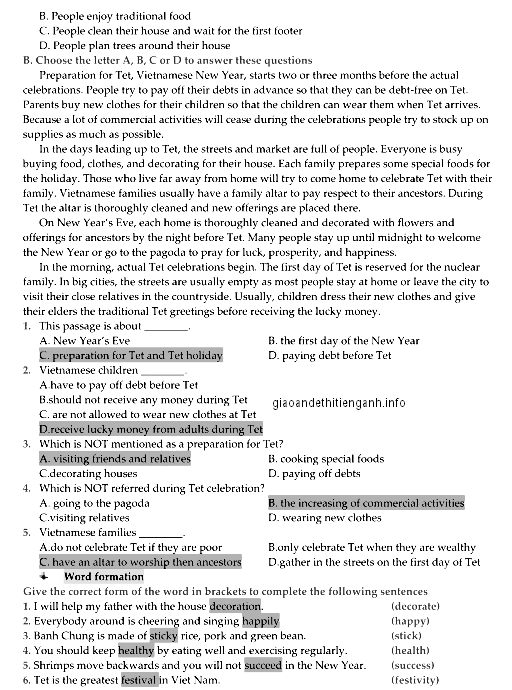 B. People enjoy traditional food
C. People clean their house and wait for the first footer
D. People plan trees around their house
B. Choose the letter A, B, C or D to answer these questions
Preparation for Tet, Vietnamese New Year, starts two or three months before the actual
celebrations. People try to pay off their debts in advance so that they can be debt-free on Tet.
Parents buy new clothes for their children so that the children can wear them when Tet arrives.
Because a lot of commercial activities will cease during the celebrations people try to stock up on
supplies as much as possible.
In the days leading up to Tet, the streets and market are full of people. Everyone is busy
buying food, clothes, and decorating for their house. Each family prepares some special foods for
the holiday. Those who live far away from home will try to come home to celebrate Tet with their
family. Vietnamese families usually have a family altar to pay respect to their ancestors. During
Tet the altar is thoroughly cleaned and new offerings are placed there.
On New Year's Eve, each home is thoroughly cleaned and decorated with flowers and
offerings for ancestors by the night before Tet. Many people stay up until midnight to welcome
the New Year or go to the pagoda to pray for luck, prosperity, and happiness.
In the morning, actual Tet celebrations begin. The first day of Tet is reserved for the nuclear
family. In big cities, the streets are usually empty as most people stay at home or leave the city to
visit their close relatives in the countryside. Usually, children dress their new clothes and give
their elders the traditional Tet greetings before receiving the lucky money.
1. This passage is about ________.
A. New Year's Eve B. the first day of the New Year
C. preparation for Tet and Tet holiday D. paying debt before Tet
2. Vietnamese children ________.
A.have to pay off debt before Tet
B.should not receive any money during Tet
giaoandethitienganh.info
C. are not allowed to wear new clothes at Tet
D.receive lucky money from adults during Tet
3. Which is NOT mentioned as a preparation for Tet?
A. visiting friends and relatives B. cooking special foods
C.decorating houses D. paying off debts
4. Which is NOT referred during Tet celebration?
A. going to the pagoda B. the increasing of commercial activities
C.visiting relatives D. wearing new clothes
5. Vietnamese families ________.
A.do not celebrate Tet if they are poor B.only celebrate Tet when they are wealthy
C. have an altar to worship then ancestors D.gather in the streets on the first day of Tet
Word formation
Give the correct form of the word in brackets to complete the following sentences
1. I will help my father with the house decoration. (decorate)
2. Everybody around is cheering and singing happily (happy)
3. Banh Chung is made of sticky rice, pork and green bean. (stick)
4. You should keep healthy by eating well and exercising regularly. (health)
5. Shrimps move backwards and you will not succeed in the New Year. (success)
6. Tet is the greatest festival in Viet Nam. (festivity)